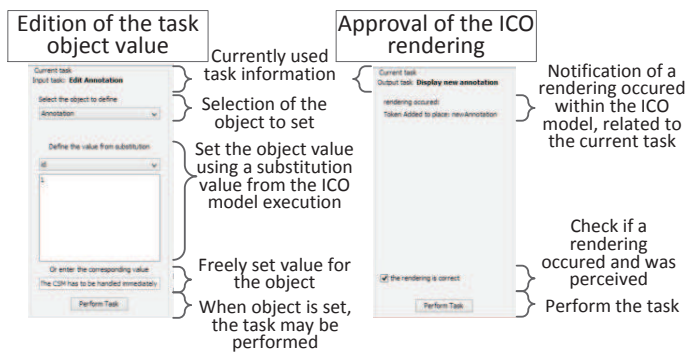 Edition of the task
object value
Approval of the ICO
rendering
Currently used
task information
Selection of the
object to set
Set the object value
using a substitution
value from the ICO
model execution
Freely set value for
the object
When object is set,
the task may be
performed
Current task
Input task: Edit Annotation
Select the object to define
Annotation
Define the value from substitution
id
1
Or enter the corresponding value
The CSM has to be handled immediately
Perform Task
Current task
Output task: Display new annotation
rendering occured:
Token Added to place: newAnnotation
the rendering is correct
Perform Task
Notification of a
rendering occured
within the ICO
model, related to
the current task
Check if a
rendering
occured and was
perceived
Perform the task